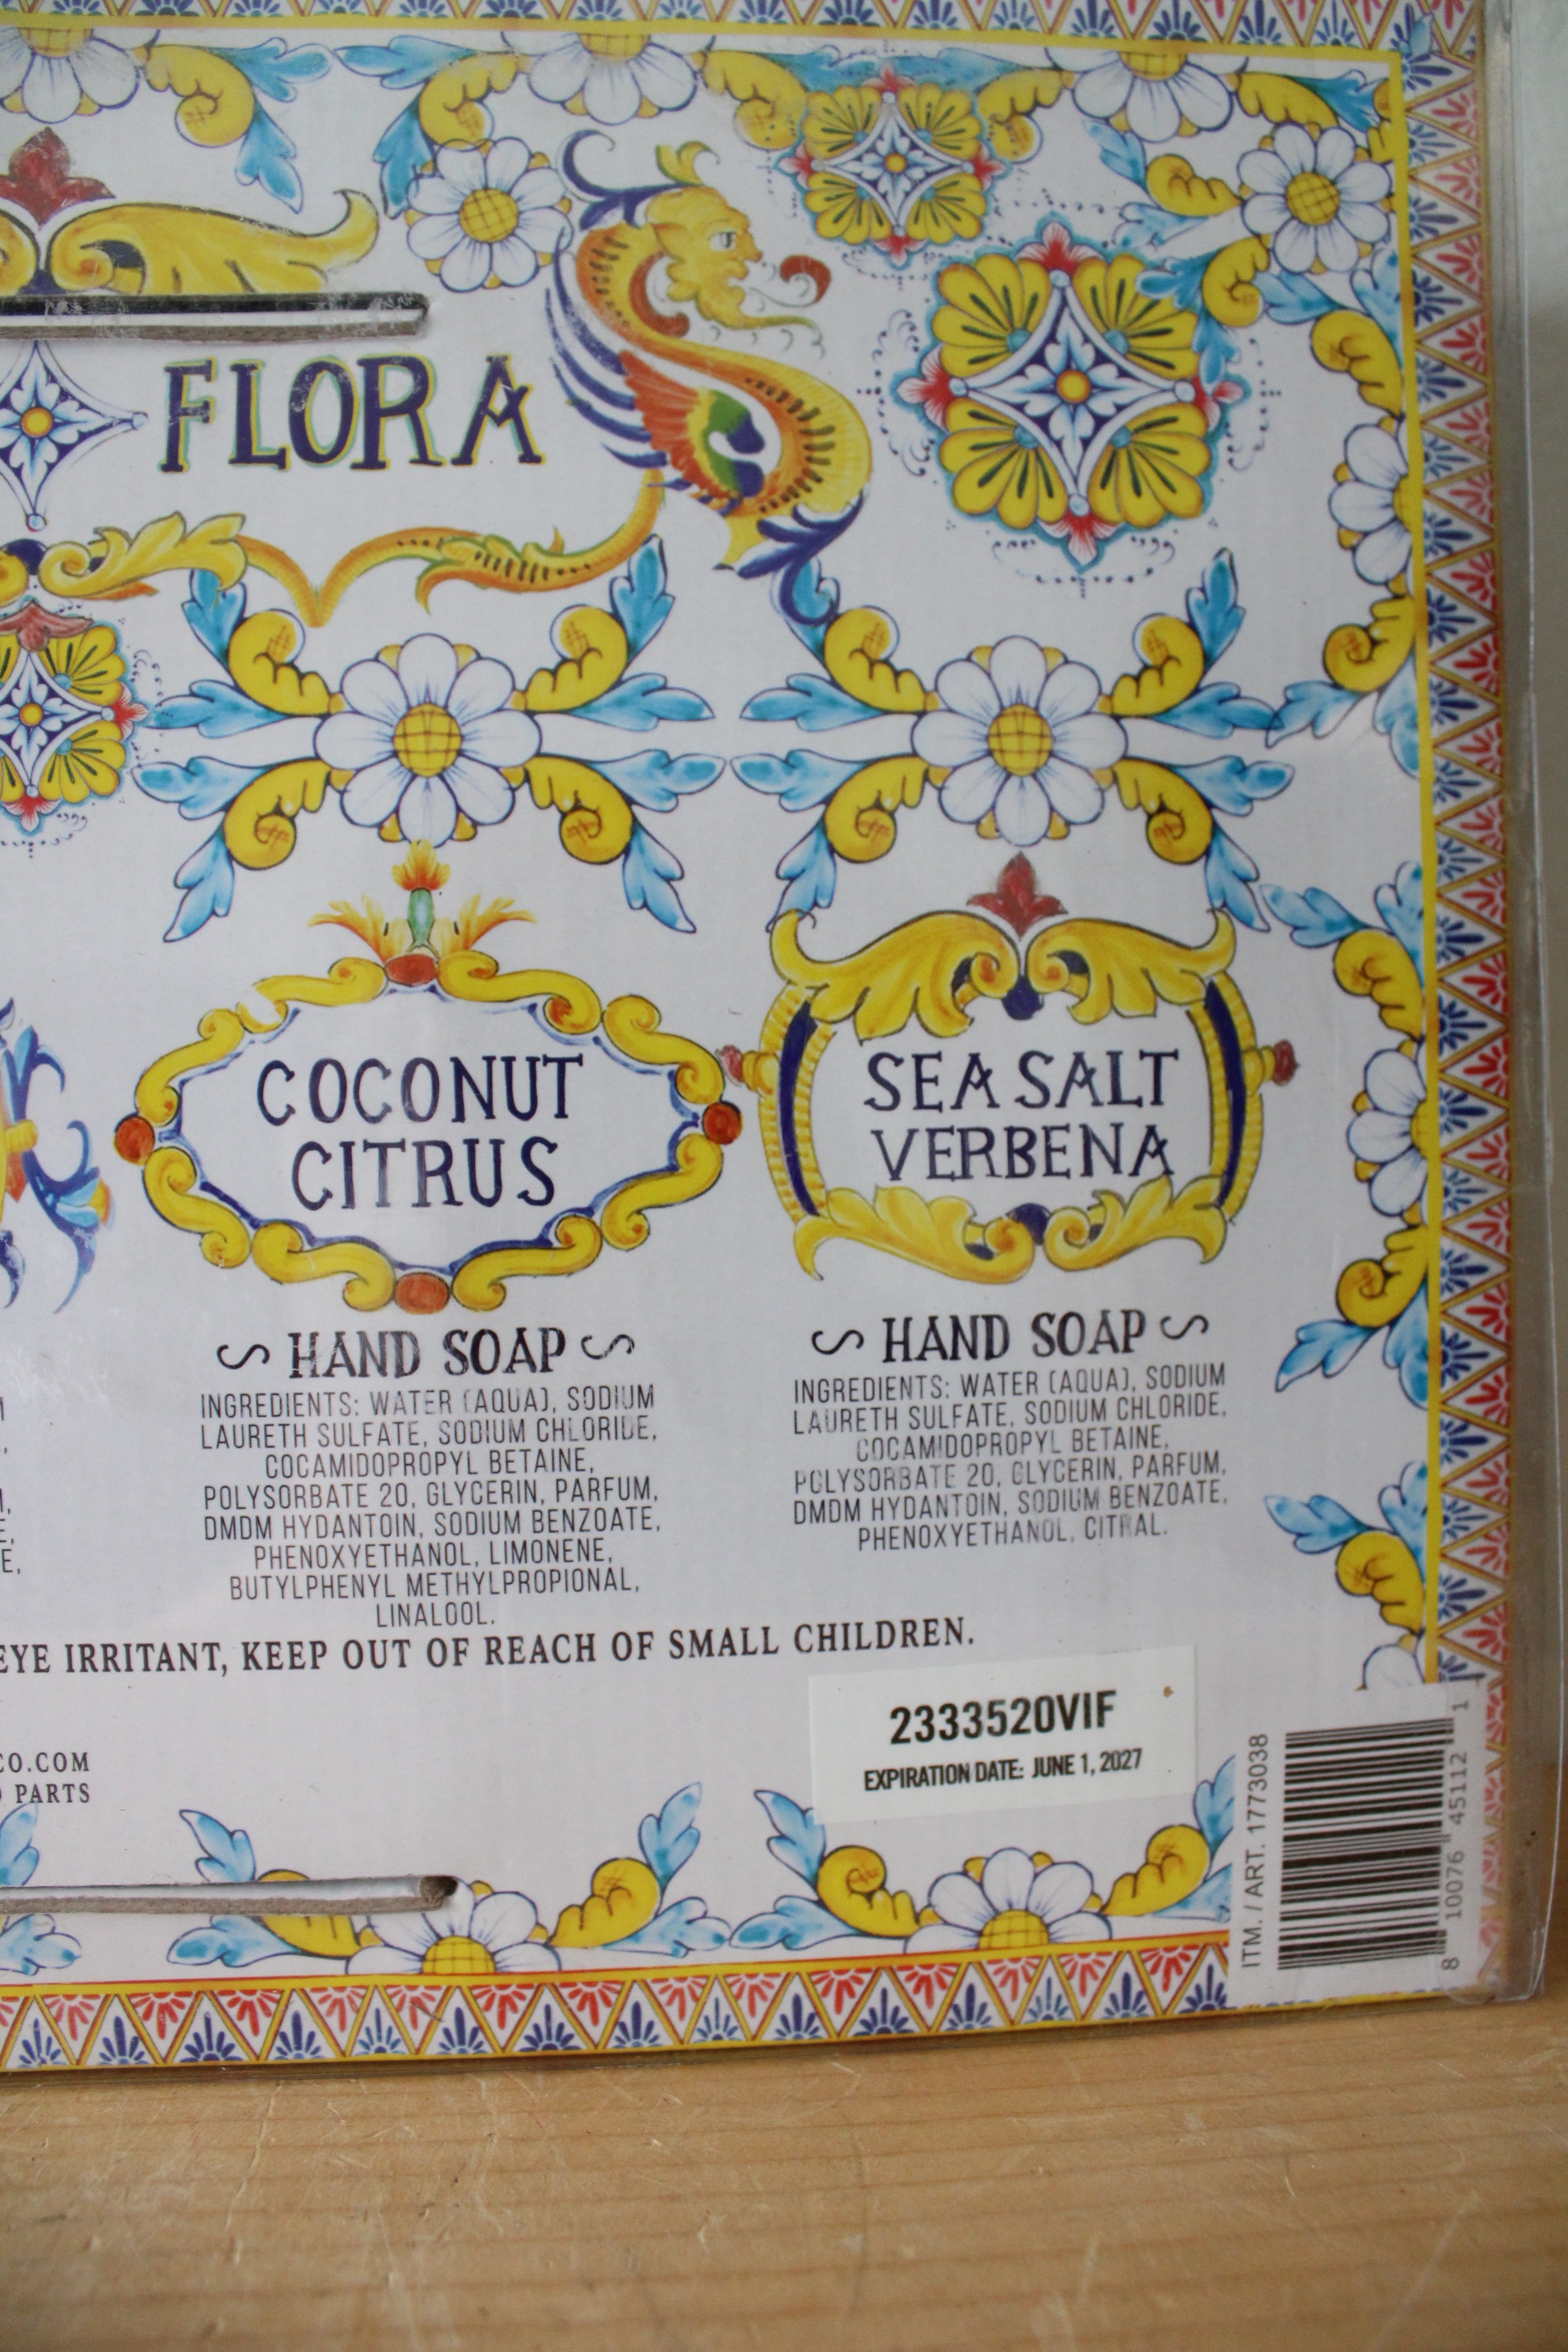 FLORA
COCONUT
CITRUS
HAND SOAP
INGREDIENTS: WATER (AQUA), SODIUM
LAURETH SULFATE, SODIUM CHLORIDE,
COCAMIDOPROPYL BETAINE,
POLYSORBATE 20, GLYCERIN, PARFUM,
DMDM HYDANTOIN, SODIUM BENZOATE,
PHENOXYETHANOL, LIMONENE,
BUTYLPHENYL METHYLPROPIONAL,
LINALOOL.
SEA SALT
VERBENA
HAND SOAP
INGREDIENTS: WATER (AQUA), SODIUM
LAURETH SULFATE, SODIUM CHLORIDE,
COCAMIDOPROPYL BETAINE,
POLYSORBATE 20, GLYCERIN, PARFUM,
DMDM HYDANTOIN, SODIUM BENZOATE,
PHENOXYETHANOL, CITRAL.
EYE IRRITANT, KEEP OUT OF REACH OF SMALL CHILDREN.
CO.COM
PARTS
2333520VIF
EXPIRATION DATE: JUNE 1, 2027
ITM. / ART. 1773038
8 10076 45112 1